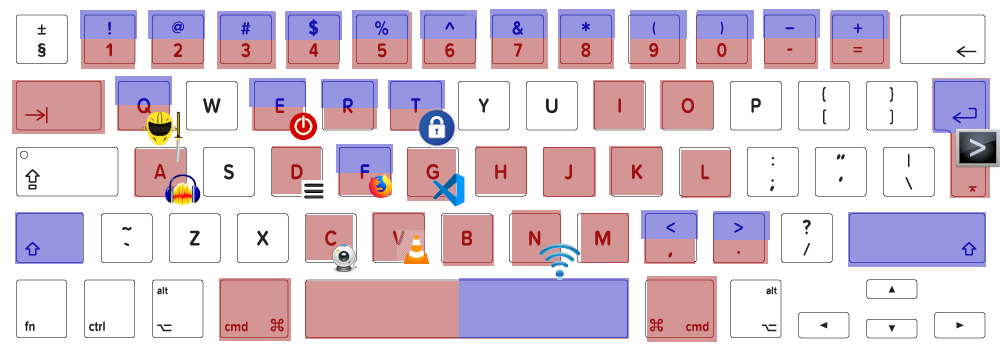 ± ! @ # $ % ^ & * ( ) – +
§ 1 2 3 4 5 6 7 8 9 0 - =
Q W E R T Y U I O P { }
[ ]
A S D F G H J K L : ” |
; ’ \
~ Z X C V B N M < > ?
` , . /
alt alt
fn ctrl cmd ⌘ ⌘ cmd